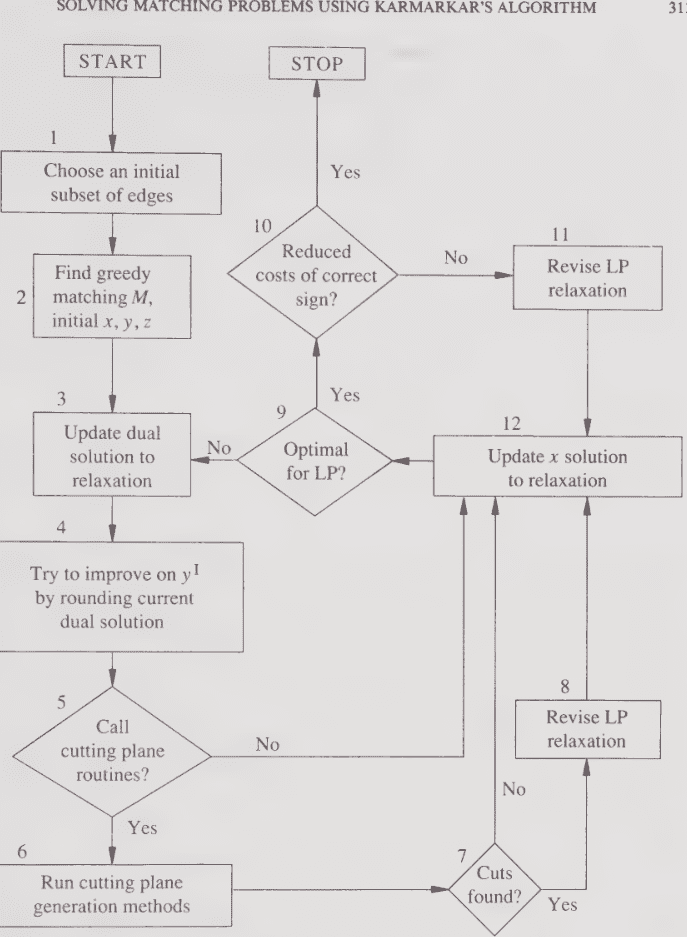 SOLVING MATCHING PROBLEMS USING KARMARKAR'S ALGORITHM
START
STOP
1
Choose an initial
subset of edges
Yes
10
Reduced
costs of correct
sign?
No
11
Revise LP
relaxation
2
Find greedy
matching M,
initial x, y, z
Yes
3
Update dual
solution to
relaxation
No
9
Optimal
for LP?
12
Update x solution
to relaxation
4
Try to improve on yᴵ
by rounding current
dual solution
5
Call
cutting plane
routines?
No
8
Revise LP
relaxation
Yes
No
6
Run cutting plane
generation methods
7
Cuts
found?
Yes